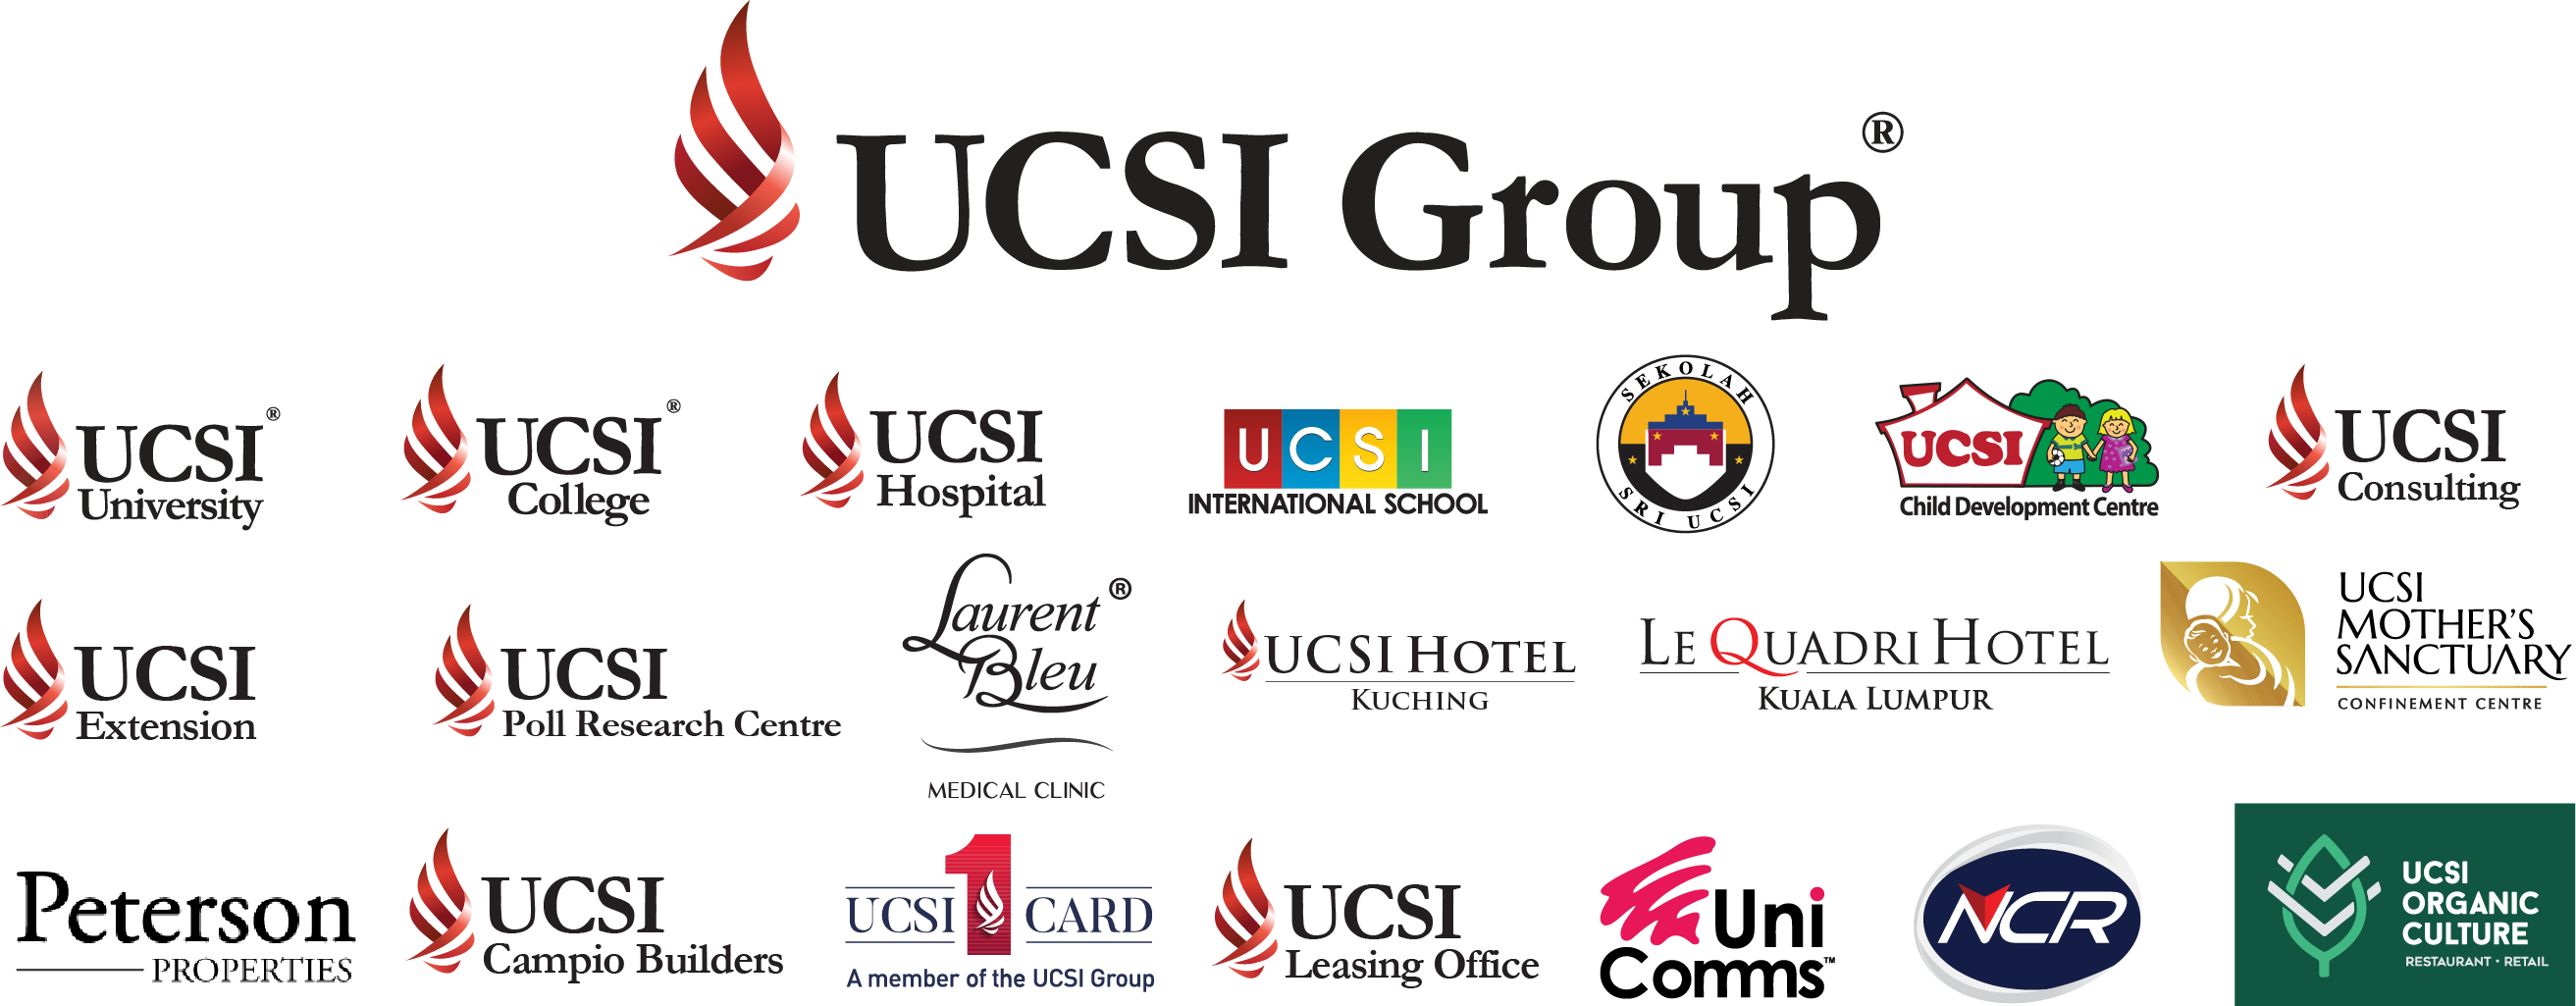 UCSI Group®
UCSI®
University
UCSI®
College
UCSI
Hospital
UCSI
INTERNATIONAL SCHOOL
SEKOLAH
SRI UCSI
UCSI
Child Development Centre
UCSI
Consulting
UCSI
Extension
UCSI
Poll Research Centre
Laurent®
Bleu
MEDICAL CLINIC
UCSI HOTEL
KUCHING
LE QUADRI HOTEL
KUALA LUMPUR
UCSI
MOTHER'S
SANCTUARY
CONFINEMENT CENTRE
Peterson
PROPERTIES
UCSI
Campio Builders
UCSI 1 CARD
A member of the UCSI Group
UCSI
Leasing Office
Uni
Comms™
NCR
UCSI
ORGANIC
CULTURE
RESTAURANT · RETAIL